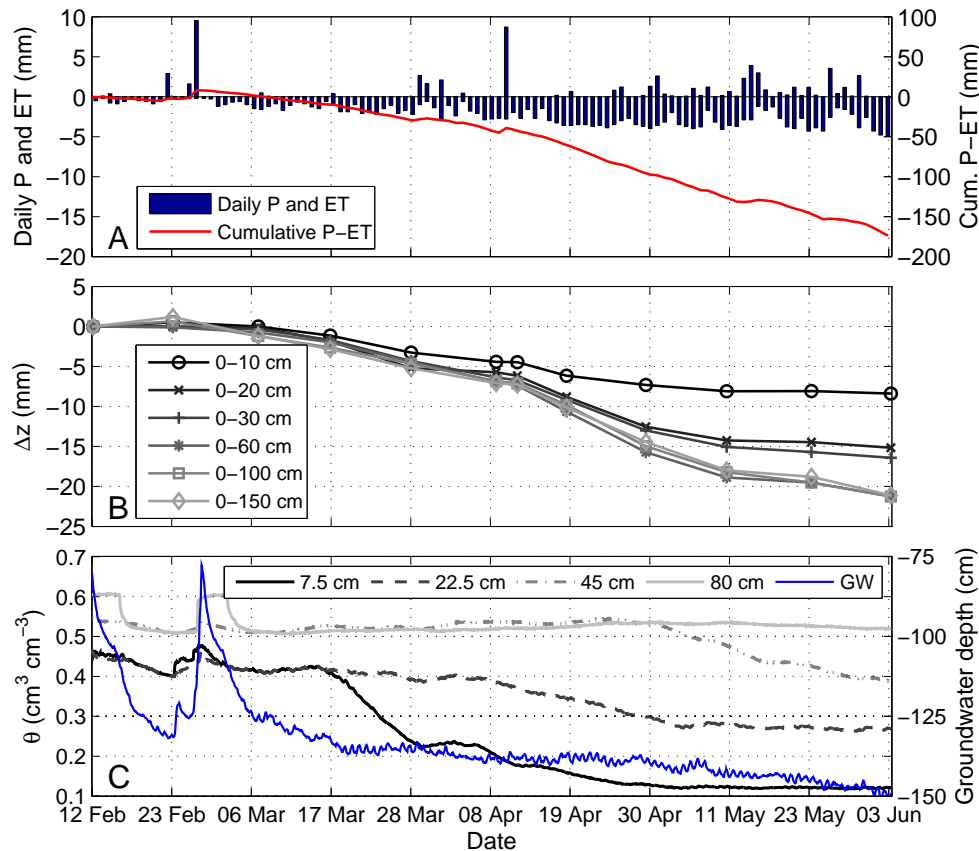 10
5
0
−5
−10
−15
−20
Daily P and ET (mm)
100
50
0
−50
−100
−150
−200
Cum. P−ET (mm)
Daily P and ET
Cumulative P−ET
A
5
0
−5
−10
−15
−20
−25
Δz (mm)
0−10 cm
0−20 cm
0−30 cm
0−60 cm
0−100 cm
0−150 cm
B
0.7
0.6
0.5
0.4
0.3
0.2
0.1
θ (cm³ cm⁻³)
7.5 cm
22.5 cm
45 cm
80 cm
GW
−75
−100
−125
−150
Groundwater depth (cm)
C
12 Feb 23 Feb 06 Mar 17 Mar 28 Mar 08 Apr 19 Apr 30 Apr 11 May 23 May 03 Jun
Date